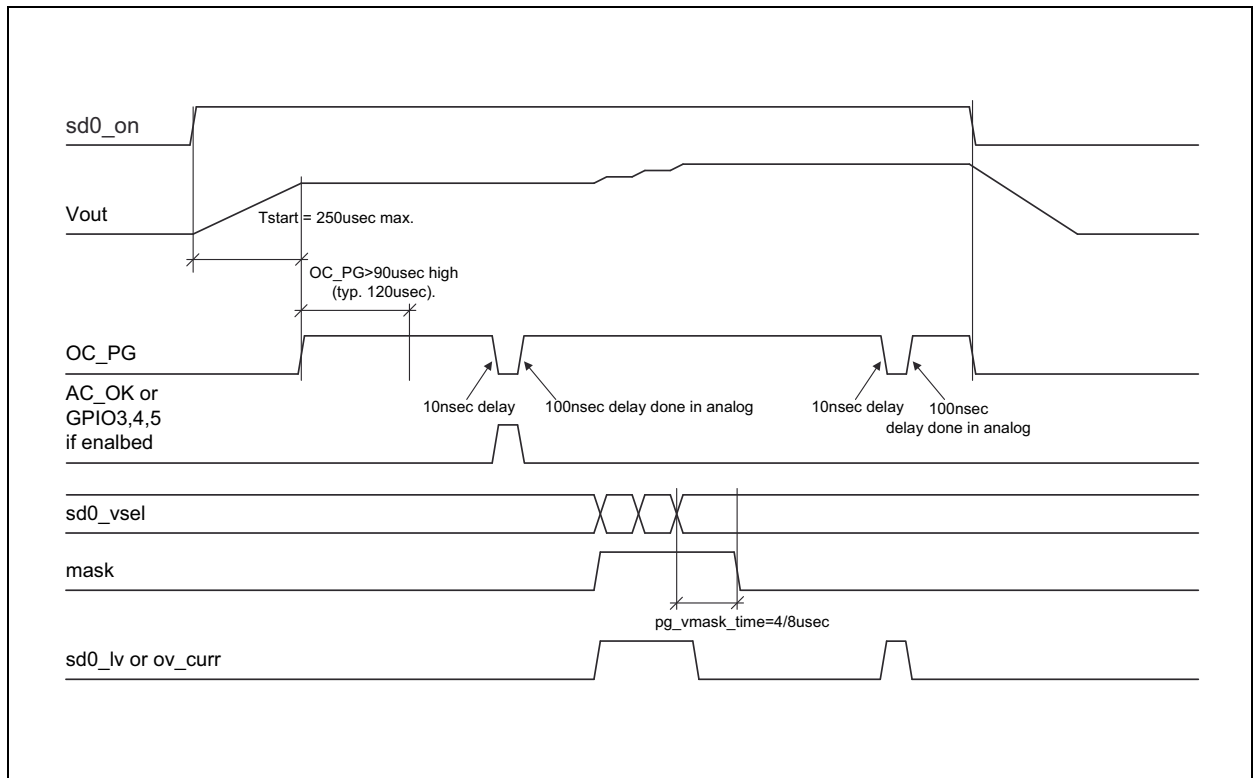 sd0_on
Vout
Tstart = 250usec max.
OC_PG>90usec high
(typ. 120usec).
OC_PG
AC_OK or
GPIO3,4,5
if enalbed
10nsec delay
100nsec delay done in analog
10nsec delay
100nsec
delay done in analog
sd0_vsel
mask
pg_vmask_time=4/8usec
sd0_lv or ov_curr